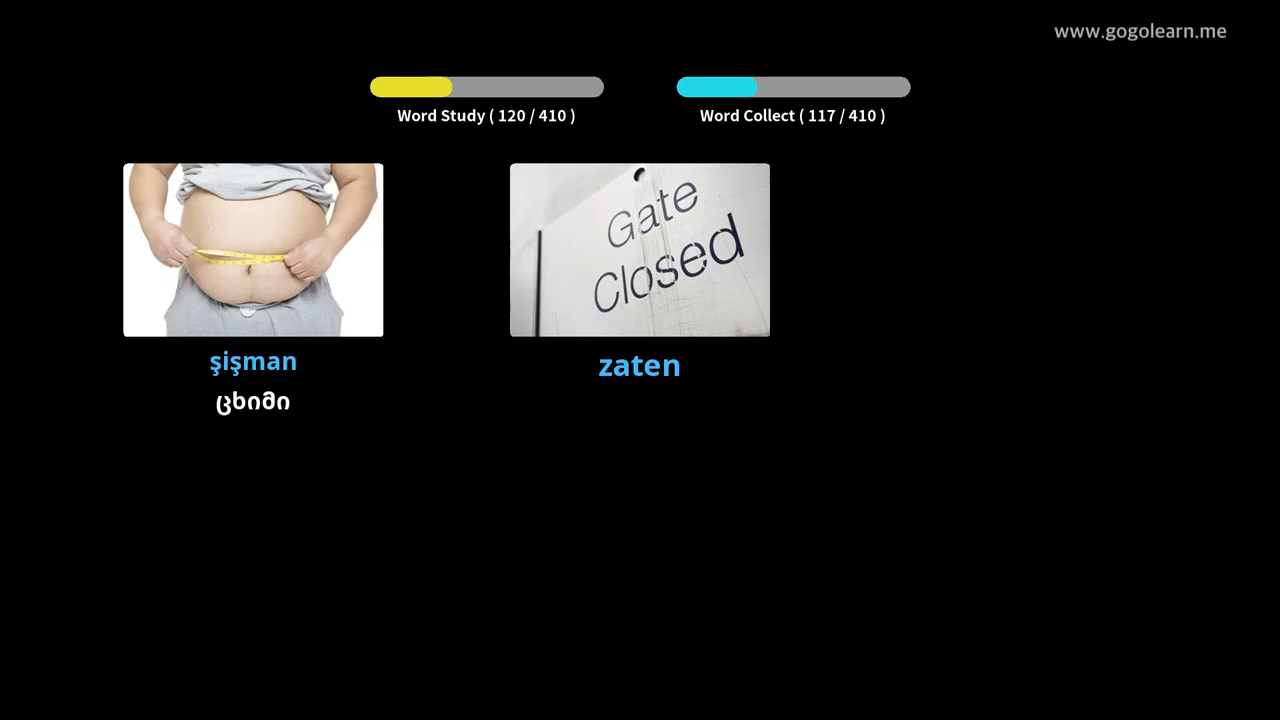 www.gogolearn.me
Word Study ( 120 / 410 )
Word Collect ( 117 / 410 )
Gate
Closed
şişman
zaten
ცხიმი